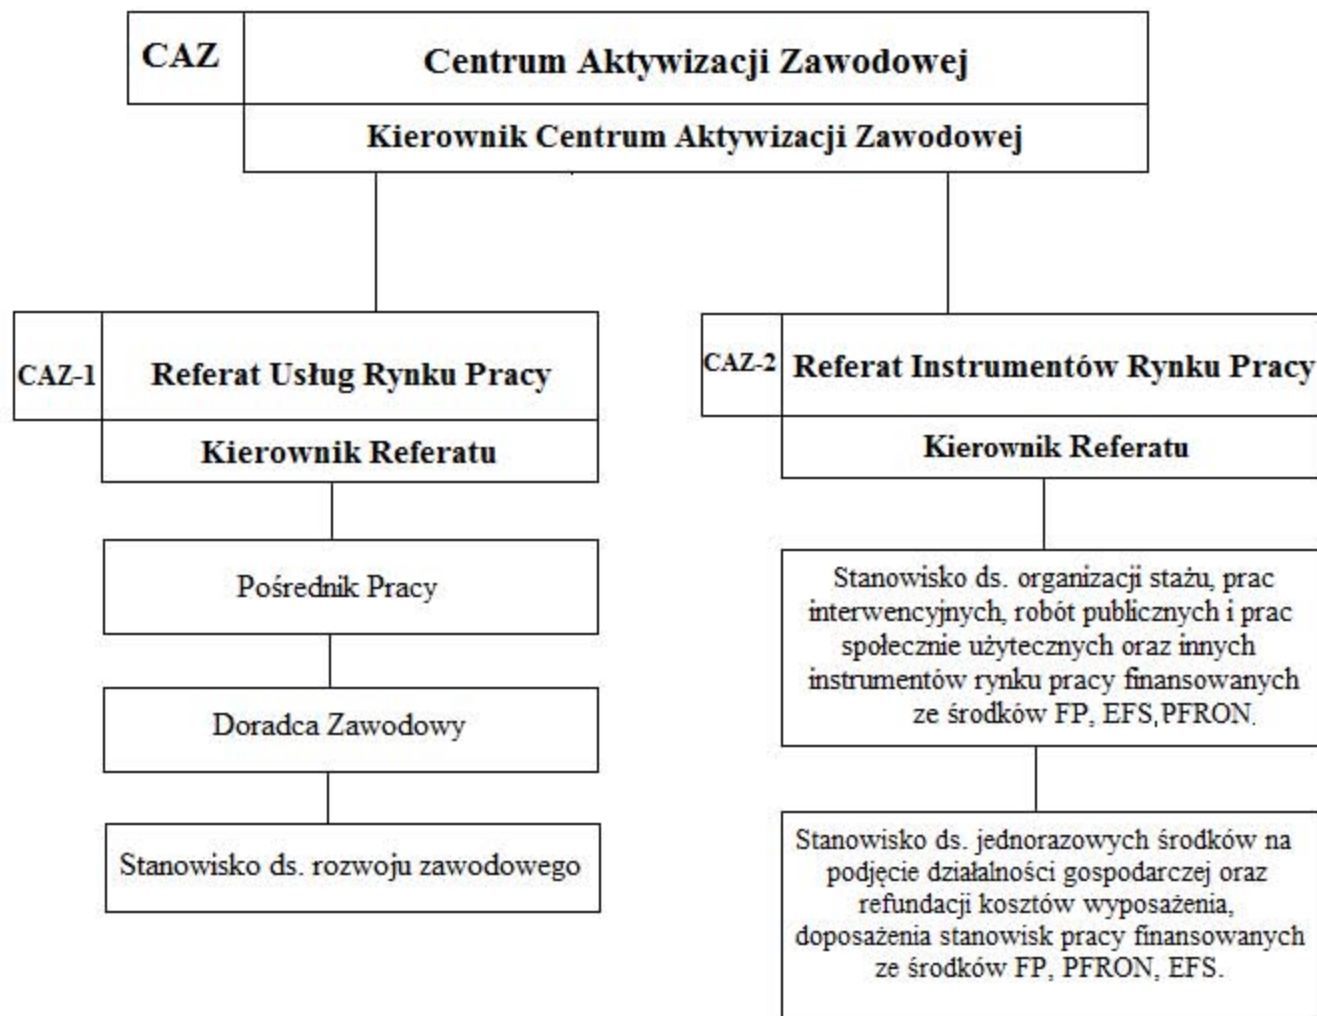 CAZ
Centrum Aktywizacji Zawodowej
Kierownik Centrum Aktywizacji Zawodowej
CAZ-1
Referat Usług Rynku Pracy
Kierownik Referatu
Pośrednik Pracy
Doradca Zawodowy
Stanowisko ds. rozwoju zawodowego
CAZ-2
Referat Instrumentów Rynku Pracy
Kierownik Referatu
Stanowisko ds. organizacji stażu, prac
interwencyjnych, robót publicznych i prac
społecznie użytecznych oraz innych
instrumentów rynku pracy finansowanych
ze środków FP, EFS,PFRON.
Stanowisko ds. jednorazowych środków na
podjęcie działalności gospodarczej oraz
refundacji kosztów wyposażenia,
doposażenia stanowisk pracy finansowanych
ze środków FP, PFRON, EFS.